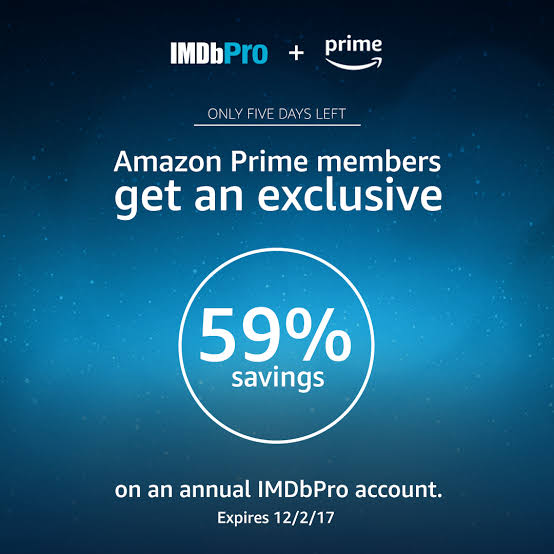 IMDbPro + prime
ONLY FIVE DAYS LEFT
Amazon Prime members
get an exclusive
59%
savings
on an annual IMDbPro account.
Expires 12/2/17